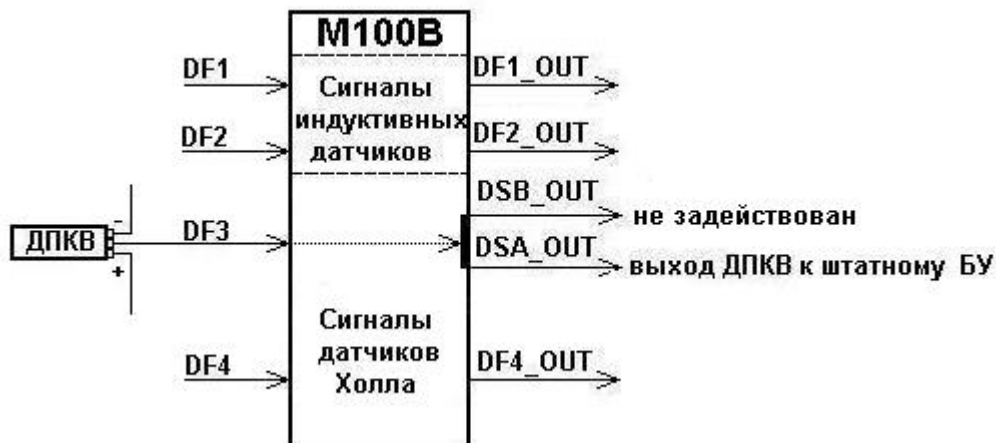 М100В
DF1
DF1_OUT
Сигналы
индуктивных
датчиков
DF2
DF2_OUT
DSB_OUT
не задействован
ДПКВ
-
+
DF3
DSA_OUT
выход ДПКВ к штатному БУ
Сигналы
датчиков
Холла
DF4
DF4_OUT